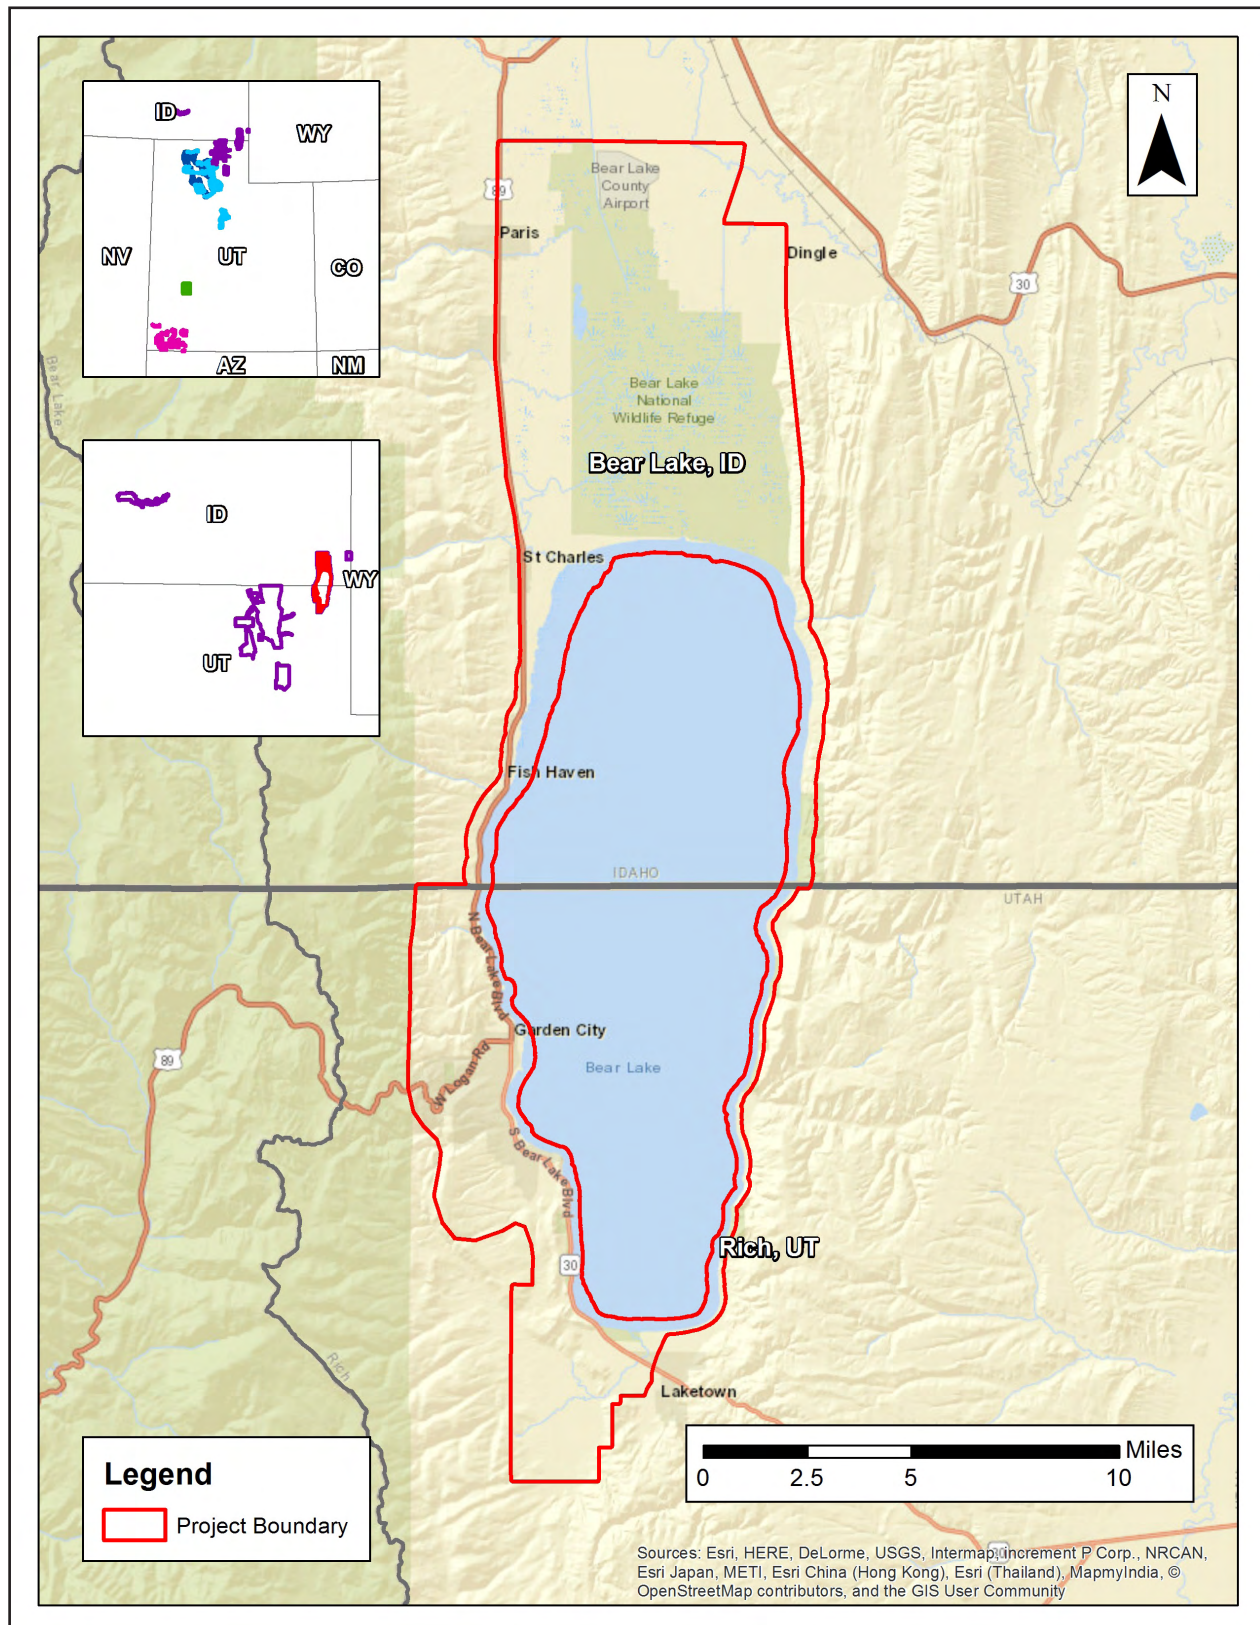 ID
WY
NV
UT
CO
AZ
NM
ID
WY
UT
N
Bear Lake
County
Airport
89
Paris
Dingle
30
Bear Lake
Bear Lake
National
Wildlife Refuge
Bear Lake, ID
St Charles
Fish Haven
IDAHO
UTAH
N Bear Lake Blvd
Garden City
89
W Logan Rd
Bear Lake
S Bear Lake Blvd
Rich, UT
30
Rich
Laketown
Legend
Project Boundary
Miles
0 2.5 5 10
30
Sources: Esri, HERE, DeLorme, USGS, Intermap, increment P Corp., NRCAN,
Esri Japan, METI, Esri China (Hong Kong), Esri (Thailand), MapmyIndia, ©
OpenStreetMap contributors, and the GIS User Community